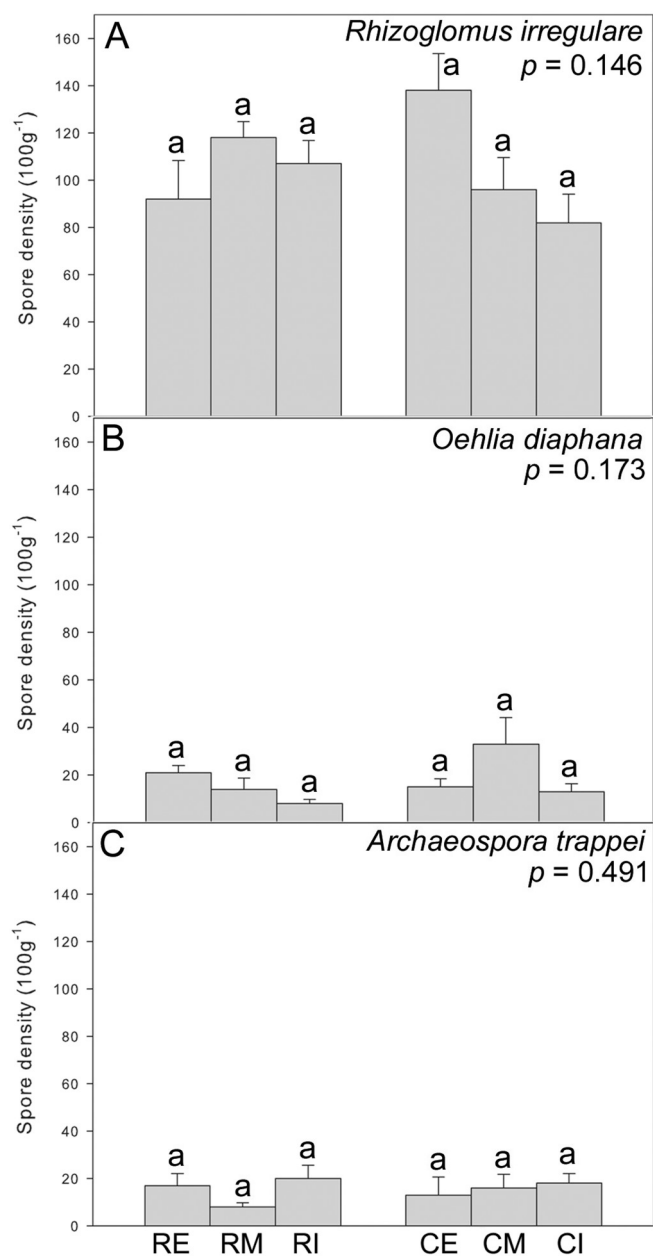 A
Rhizoglomus irregulare
p = 0.146
Spore density (100g-1)
160
140
120
100
80
60
40
20
0
a
a
a
a
a
a
B
Oehlia diaphana
p = 0.173
Spore density (100g-1)
160
140
120
100
80
60
40
20
0
a
a
a
a
a
a
C
Archaeospora trappei
p = 0.491
Spore density (100g-1)
160
140
120
100
80
60
40
20
0
a
a
a
a
a
a
RE RM RI CE CM CI